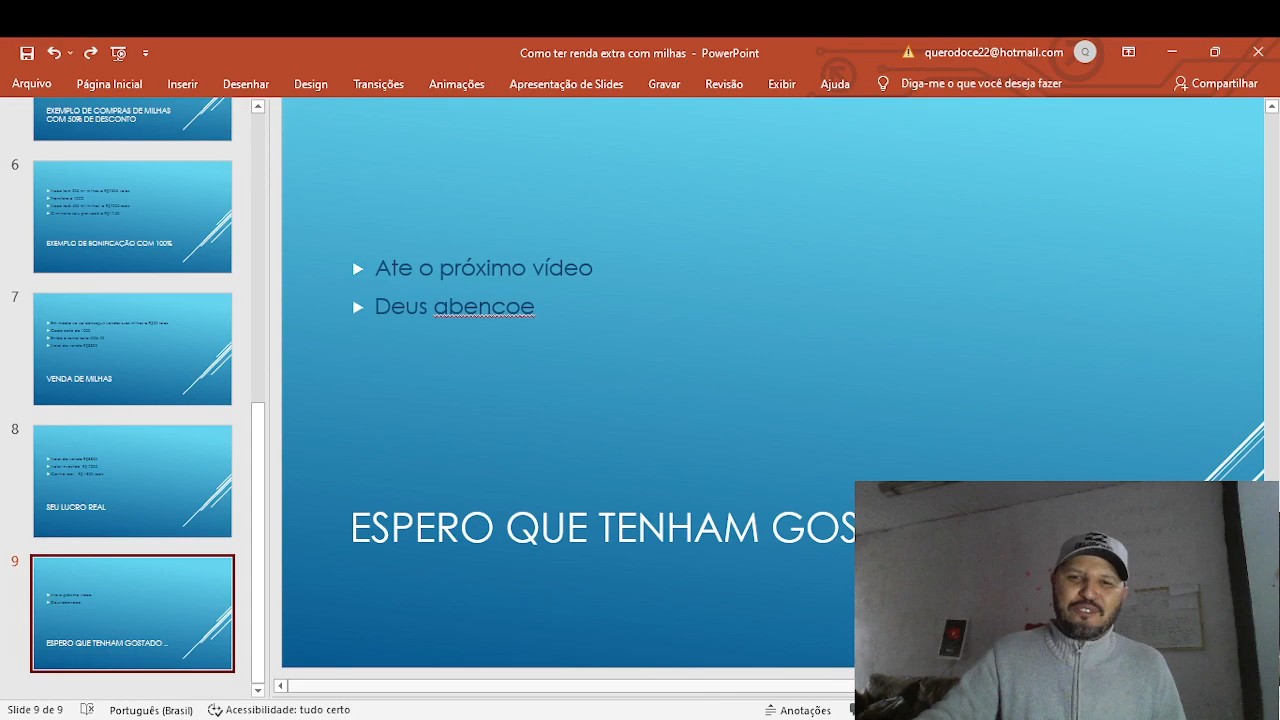 Como ter renda extra com milhas - PowerPoint
querodoce22@hotmail.com
Q
Arquivo Página Inicial Inserir Desenhar Design Transições Animações Apresentação de Slides Gravar Revisão Exibir Ajuda Diga-me o que você deseja fazer Compartilhar
EXEMPLO DE COMPRAS DE MILHAS
COM 50% DE DESCONTO
6
EXEMPLO DE BONIFICAÇÃO COM 100%
7
VENDA DE MILHAS
8
SEU LUCRO REAL
9
ESPERO QUE TENHAM GOSTADO ..
Ate o próximo vídeo
Deus abencoe
ESPERO QUE TENHAM GOS
Slide 9 de 9 Português (Brasil) Acessibilidade: tudo certo Anotações